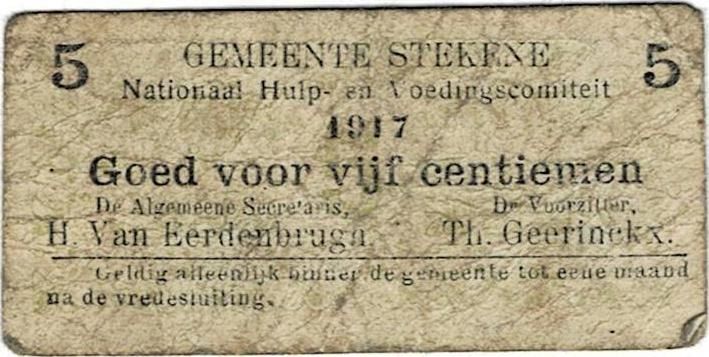 5 GEMEENTE STEKENE 5
Nationaal Hulp- en Voedingscomiteit
1917
Goed voor vijf centiemen
De Algemeene Secretaris, De Voorzitter,
H. Van Eerdenbrugh. Th. Geerinckx.
Geldig alleenlijk binnen de gemeente tot eene maand
na de vredesluiting.